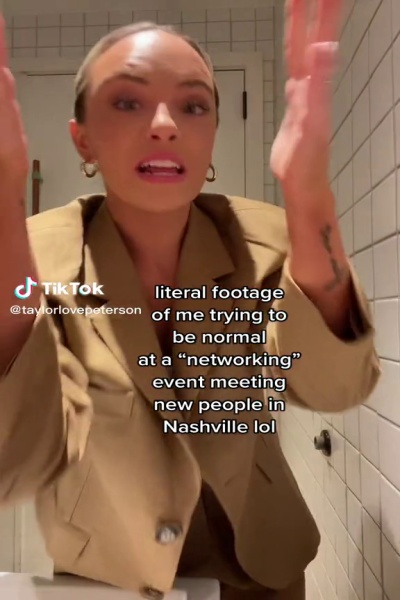 TikTok
@taylorlovepeterson
literal footage
of me trying to
be normal
at a “networking”
event meeting
new people in
Nashville lol